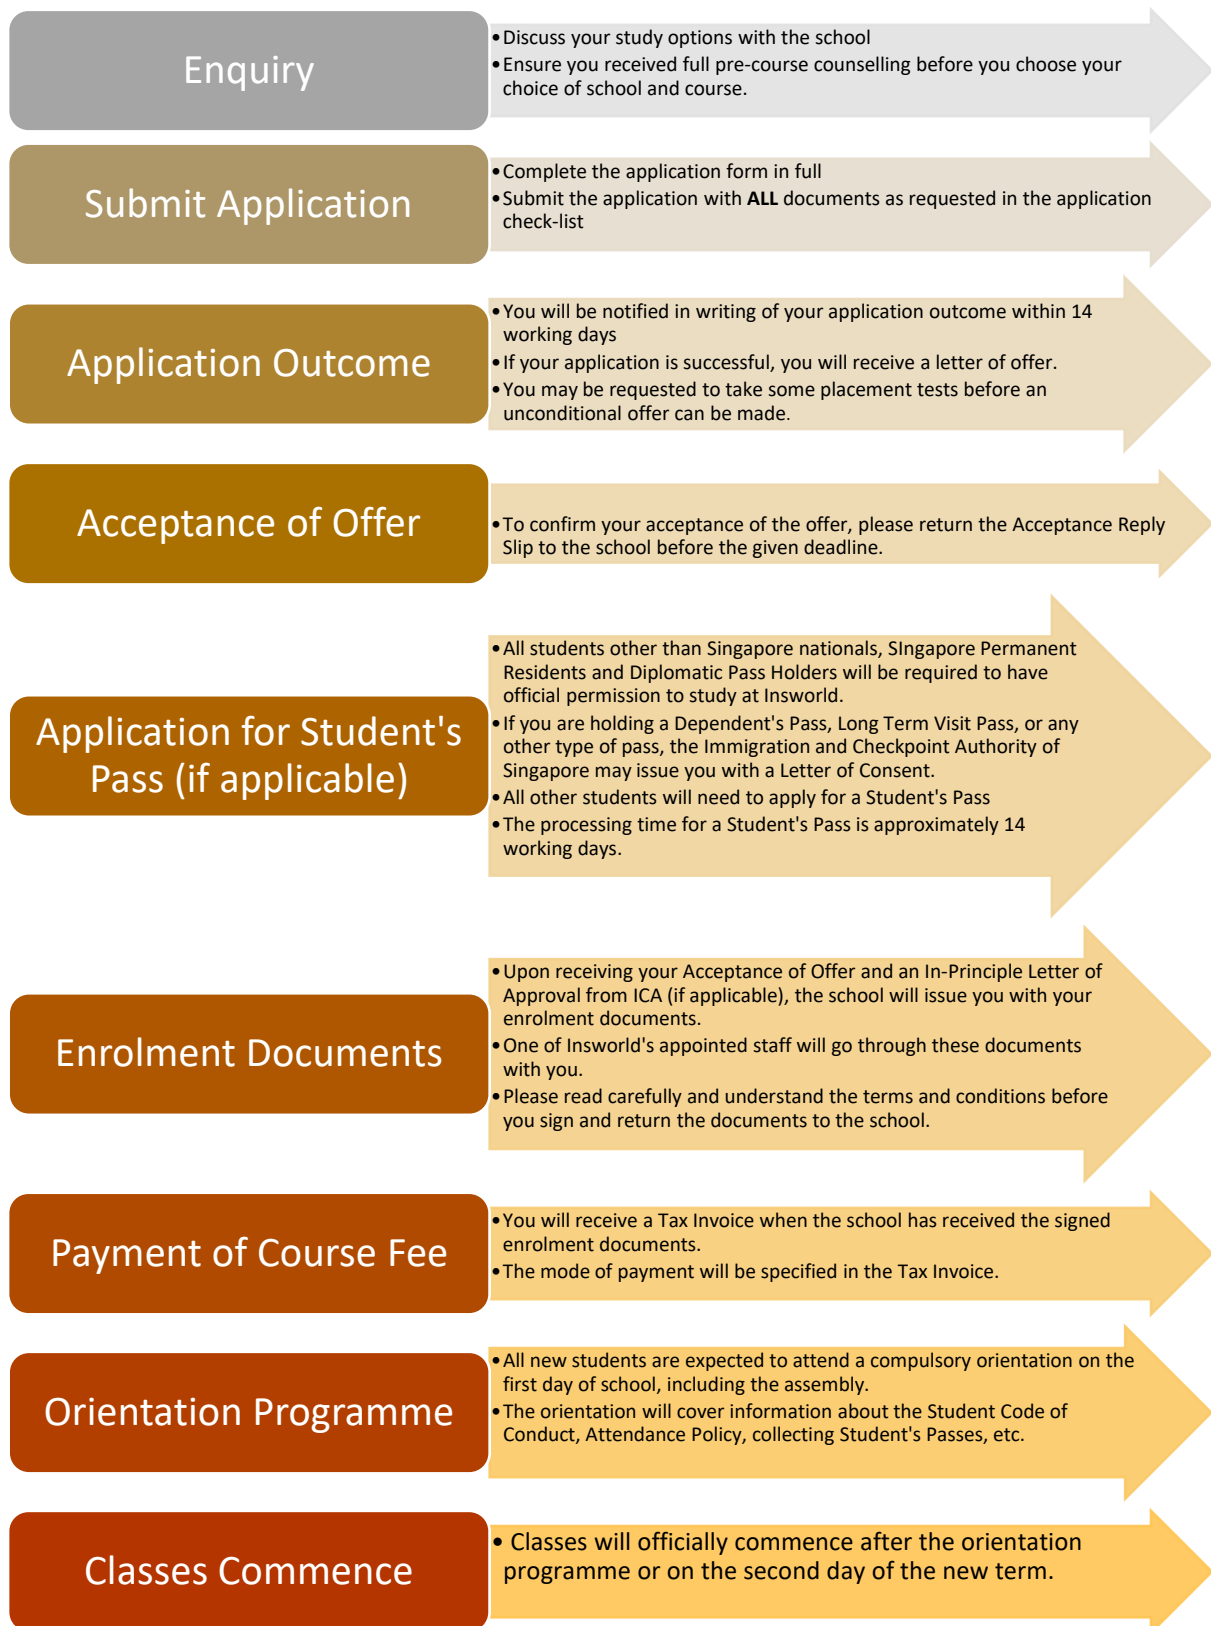 Enquiry
•Discuss your study options with the school
•Ensure you received full pre-course counselling before you choose your
choice of school and course.
Submit Application
•Complete the application form in full
•Submit the application with ALL documents as requested in the application
check-list
Application Outcome
•You will be notified in writing of your application outcome within 14
working days
•If your application is successful, you will receive a letter of offer.
•You may be requested to take some placement tests before an
unconditional offer can be made.
Acceptance of Offer
•To confirm your acceptance of the offer, please return the Acceptance Reply
Slip to the school before the given deadline.
Application for Student's
Pass (if applicable)
•All students other than Singapore nationals, SIngapore Permanent
Residents and Diplomatic Pass Holders will be required to have
official permission to study at Insworld.
•If you are holding a Dependent's Pass, Long Term Visit Pass, or any
other type of pass, the Immigration and Checkpoint Authority of
Singapore may issue you with a Letter of Consent.
•All other students will need to apply for a Student's Pass
•The processing time for a Student's Pass is approximately 14
working days.
Enrolment Documents
•Upon receiving your Acceptance of Offer and an In-Principle Letter of
Approval from ICA (if applicable), the school will issue you with your
enrolment documents.
•One of Insworld's appointed staff will go through these documents
with you.
•Please read carefully and understand the terms and conditions before
you sign and return the documents to the school.
Payment of Course Fee
•You will receive a Tax Invoice when the school has received the signed
enrolment documents.
•The mode of payment will be specified in the Tax Invoice.
Orientation Programme
•All new students are expected to attend a compulsory orientation on the
first day of school, including the assembly.
•The orientation will cover information about the Student Code of
Conduct, Attendance Policy, collecting Student's Passes, etc.
Classes Commence
• Classes will officially commence after the orientation
programme or on the second day of the new term.